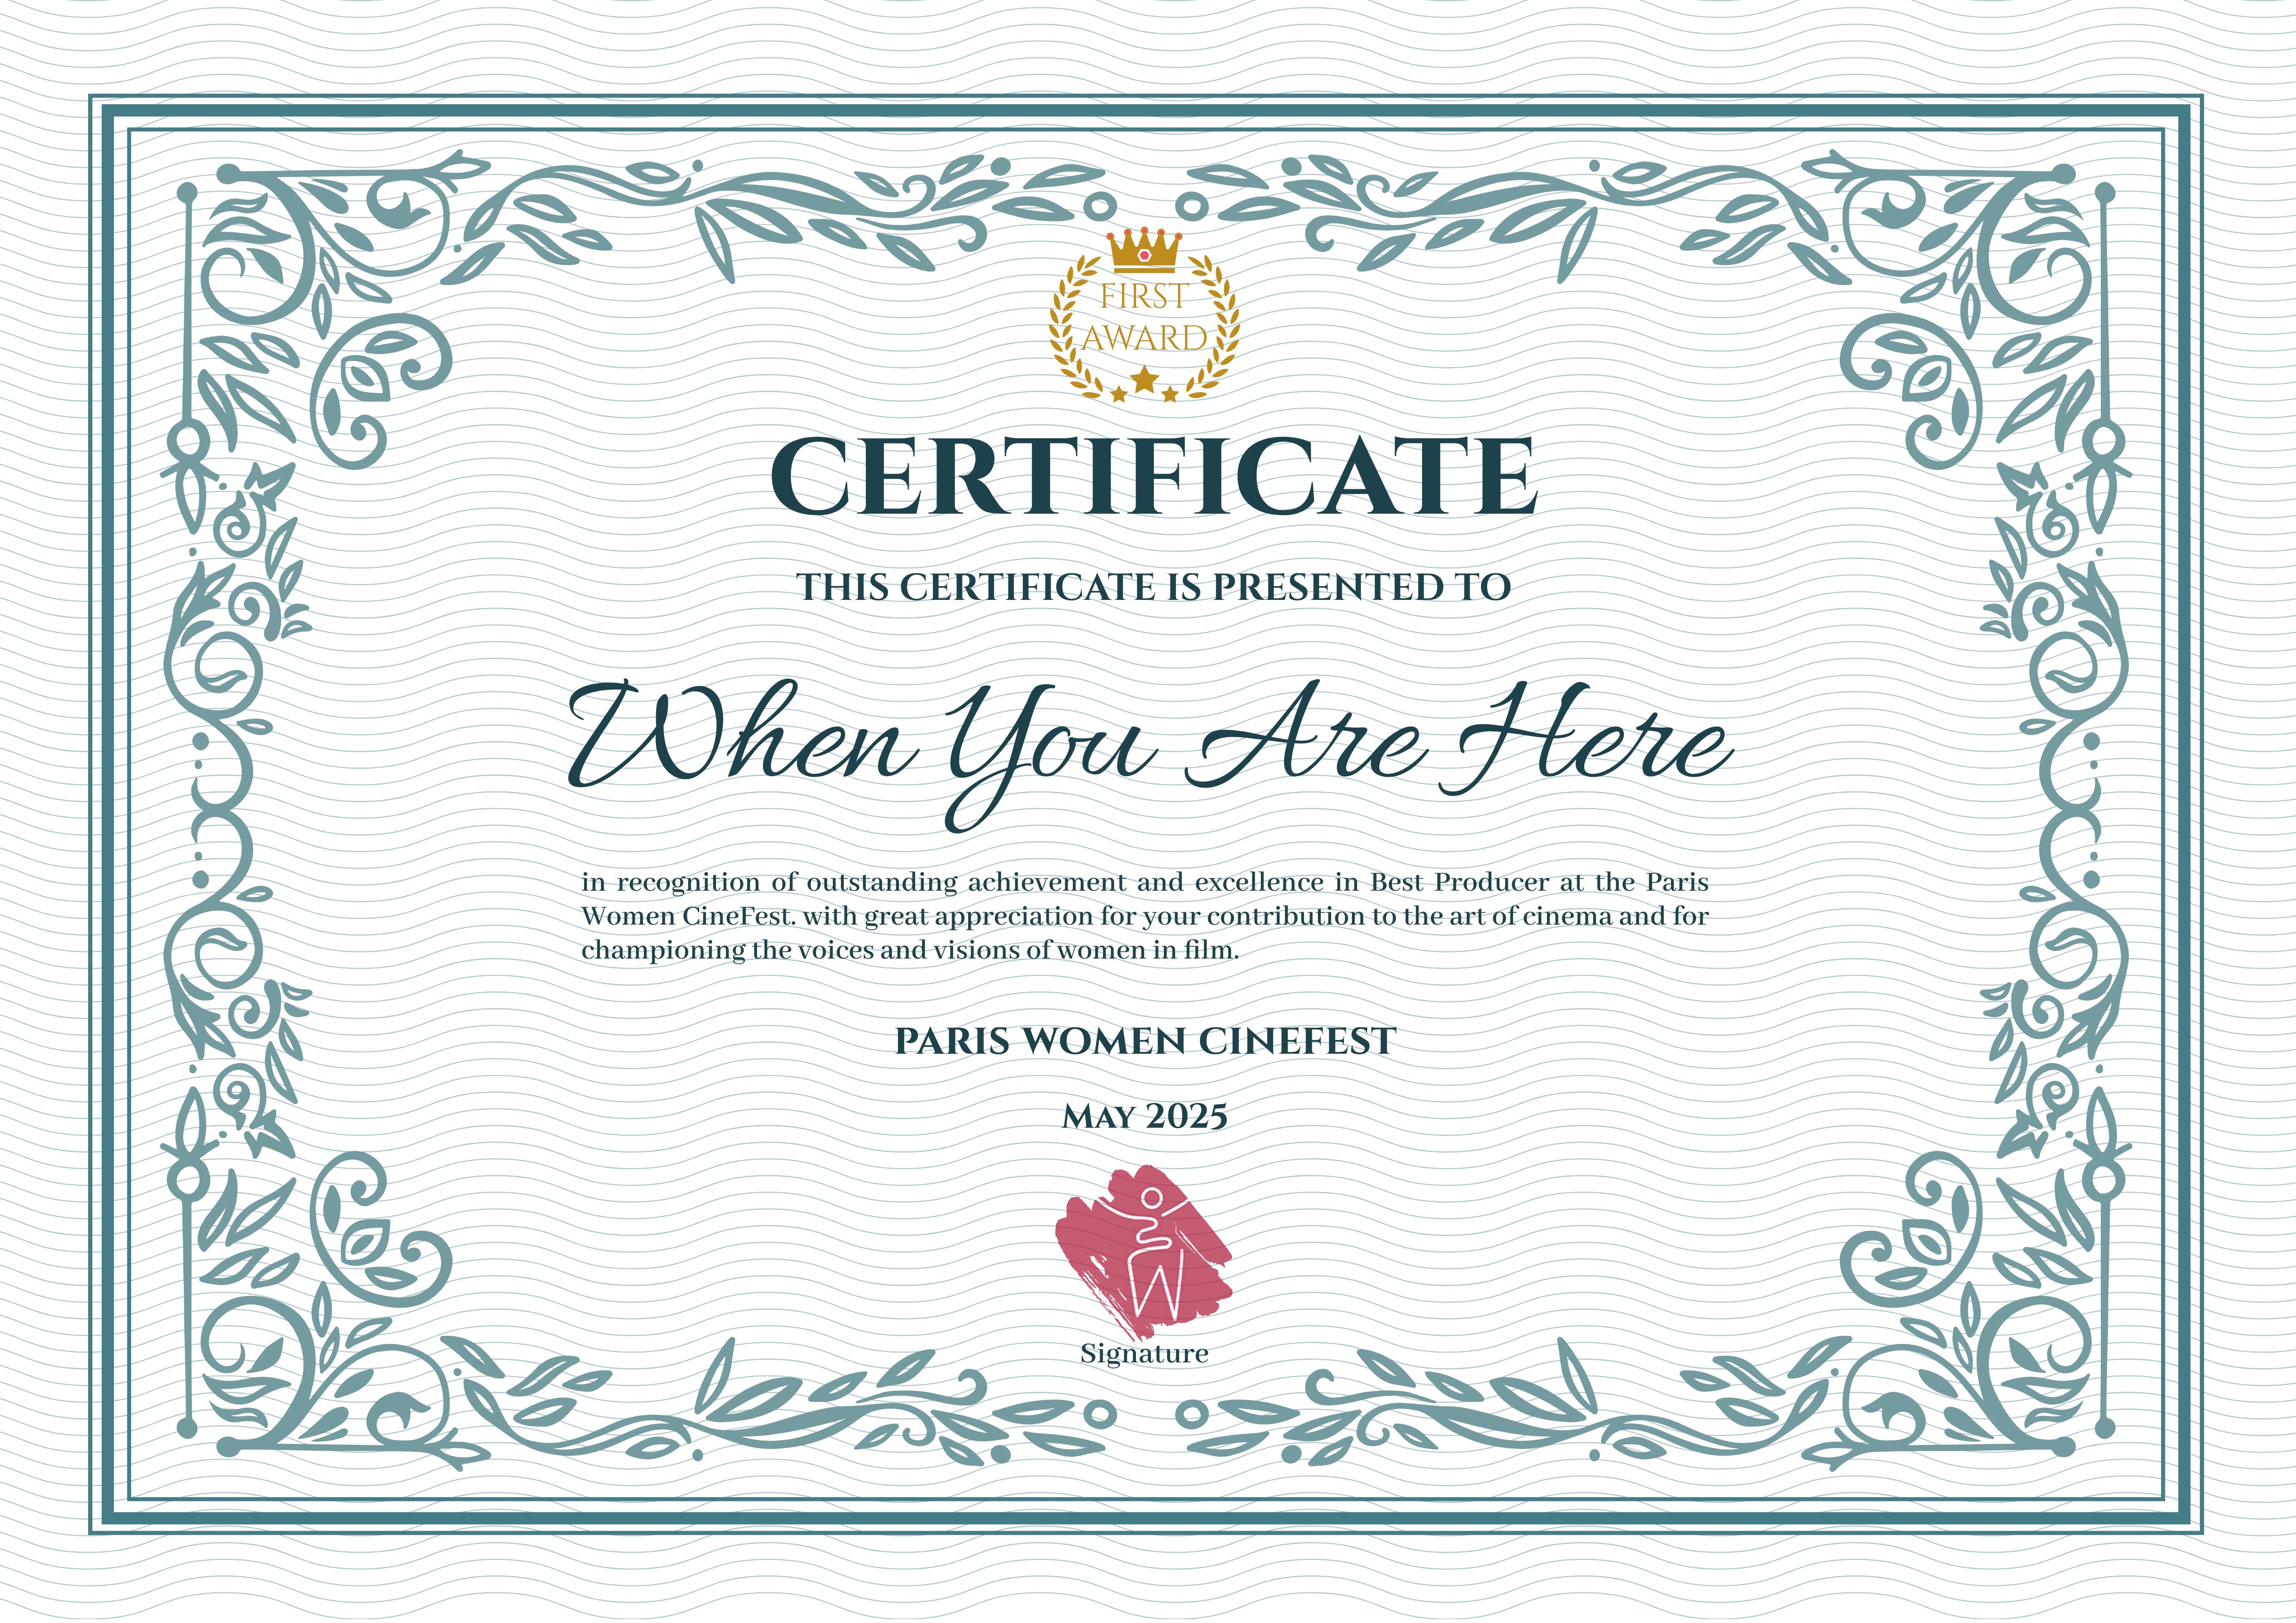 FIRST
AWARD
CERTIFICATE
THIS CERTIFICATE IS PRESENTED TO
When You Are Here
in recognition of outstanding achievement and excellence in Best Producer at the Paris
Women CineFest. with great appreciation for your contribution to the art of cinema and for
championing the voices and visions of women in film.
PARIS WOMEN CINEFEST
MAY 2025
W
Signature